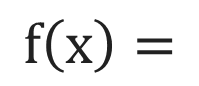 f(x) =